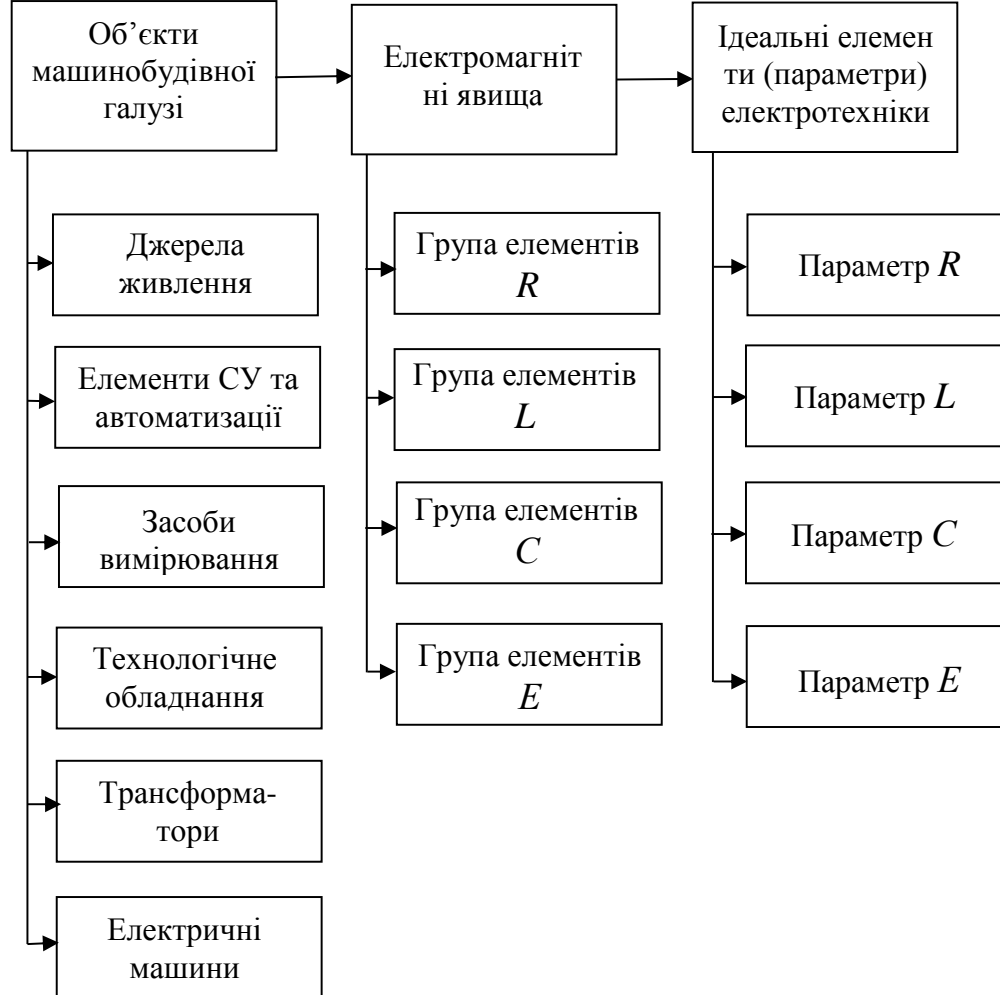 Об’єкти
машинобудівної
галузі
Електромагніт
ні явища
Ідеальні елемен
ти (параметри)
електротехніки
Джерела
живлення
Група елементів
R
Параметр R
Елементи СУ та
автоматизації
Група елементів
L
Параметр L
Засоби
вимірювання
Група елементів
C
Параметр C
Технологічне
обладнання
Група елементів
E
Параметр E
Трансформа-
тори
Електричні
машини